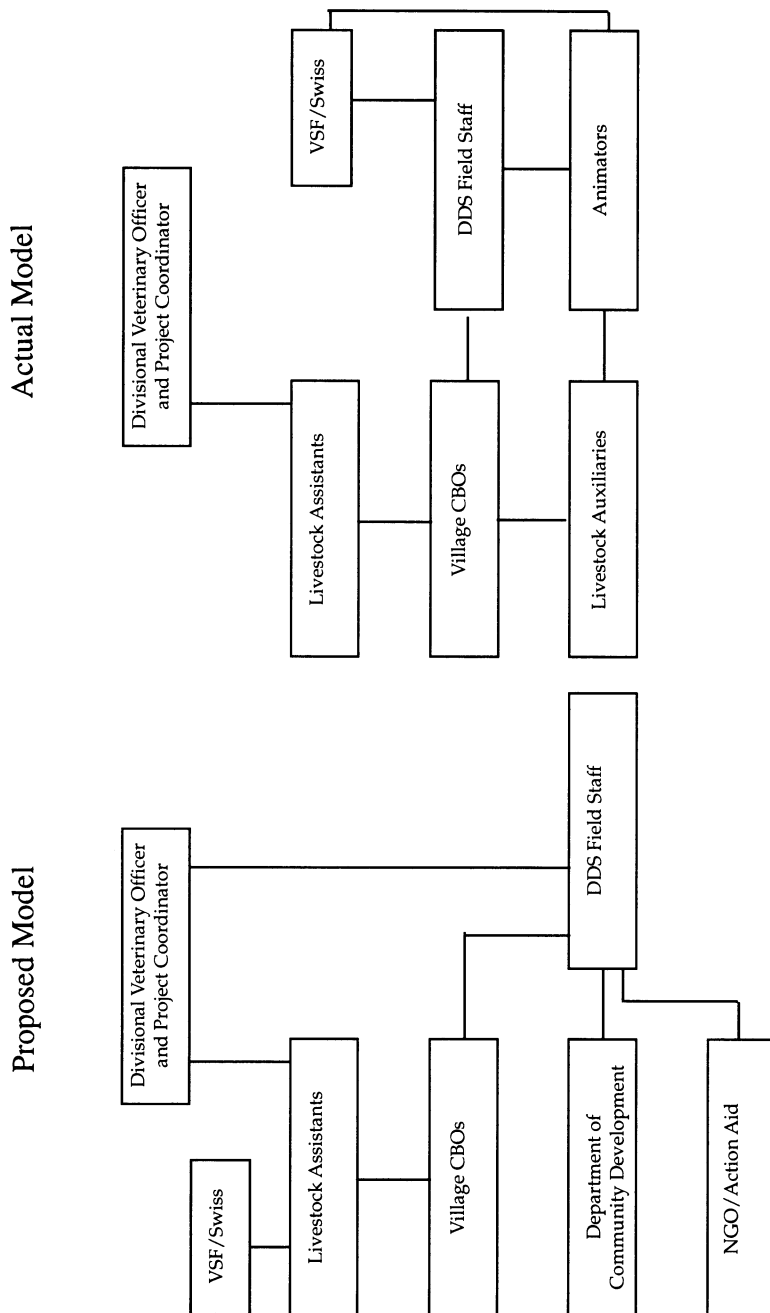 Proposed Model
Divisional Veterinary Officer
and Project Coordinator
VSF/Swiss
Livestock Assistants
Village CBOs
DDS Field Staff
Department of
Community Development
NGO/Action Aid
Actual Model
Divisional Veterinary Officer
and Project Coordinator
Livestock Assistants
VSF/Swiss
Village CBOs
DDS Field Staff
Livestock Auxiliaries
Animators